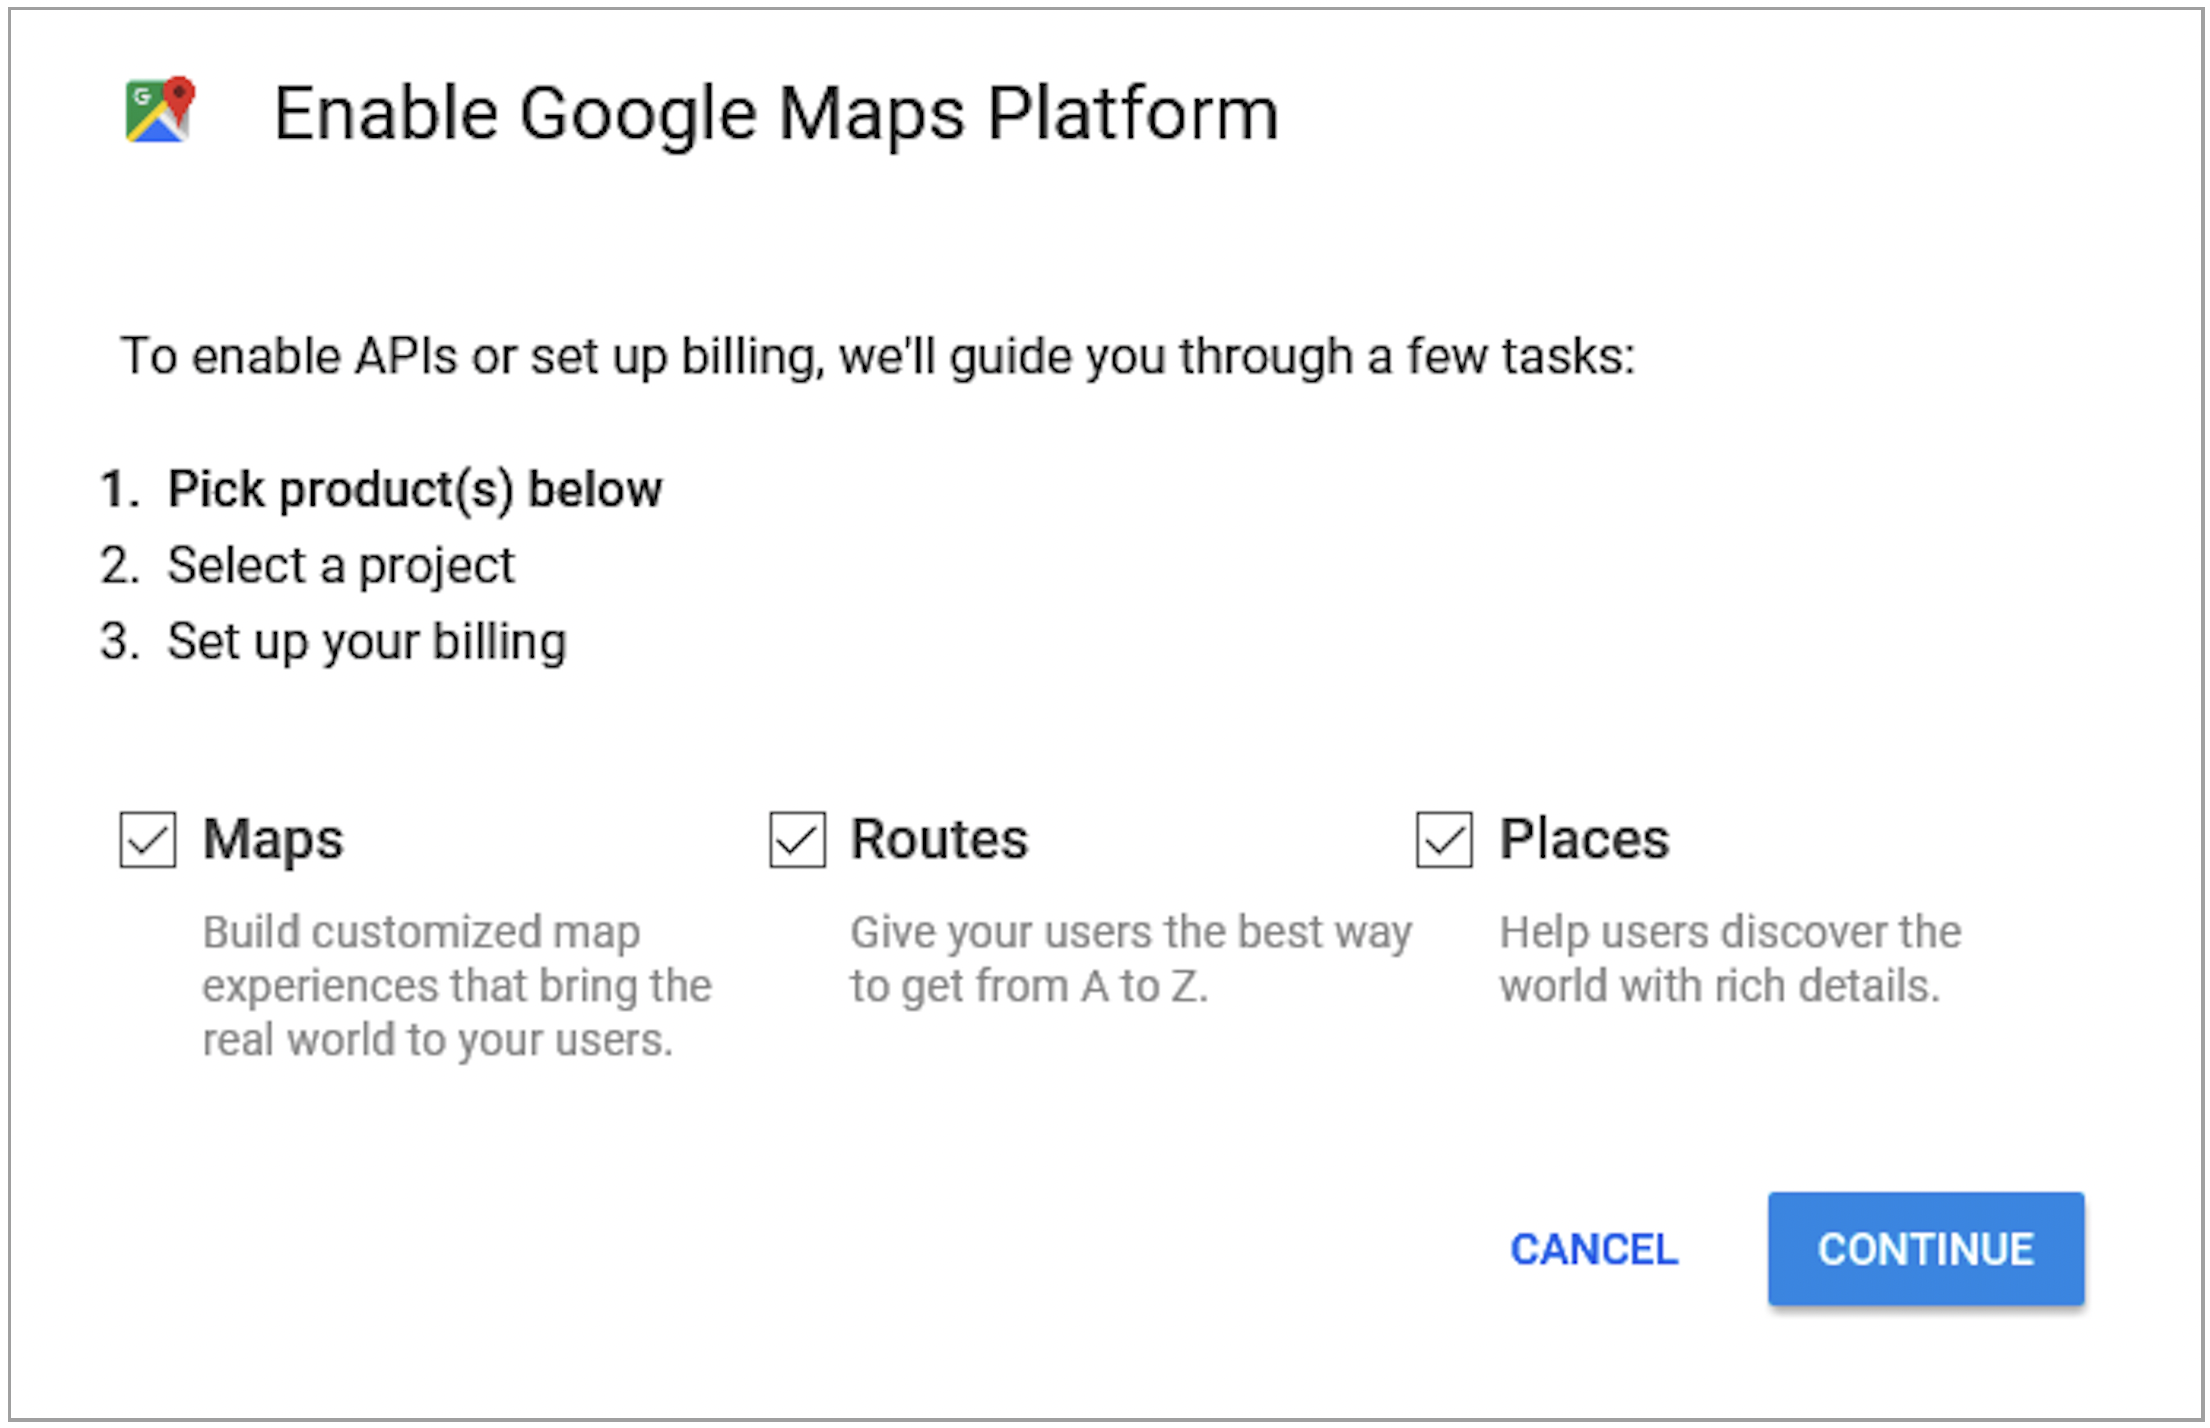 G
Enable Google Maps Platform
To enable APIs or set up billing, we'll guide you through a few tasks:
1. Pick product(s) below
2. Select a project
3. Set up your billing
Maps
Build customized map
experiences that bring the
real world to your users.
Routes
Give your users the best way
to get from A to Z.
Places
Help users discover the
world with rich details.
CANCEL
CONTINUE